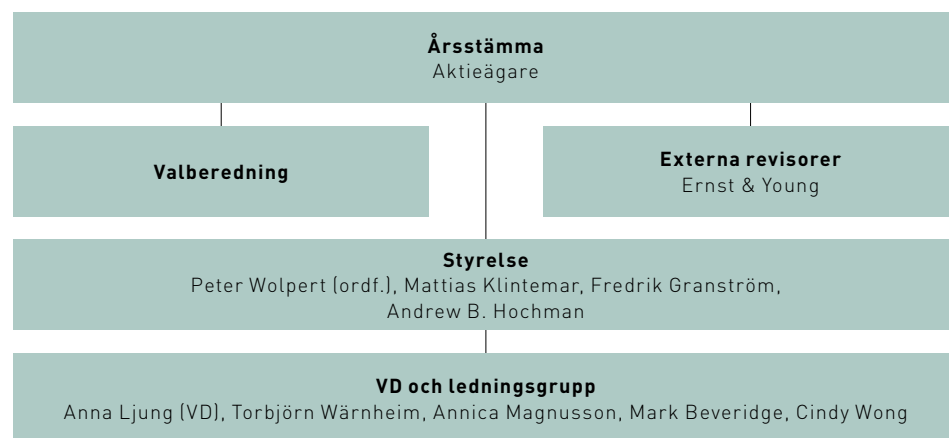 Årsstämma
Aktieägare
Valberedning
Externa revisorer
Ernst & Young
Styrelse
Peter Wolpert (ordf.), Mattias Klintemar, Fredrik Granström,
Andrew B. Hochman
VD och ledningsgrupp
Anna Ljung (VD), Torbjörn Wärnheim, Annica Magnusson, Mark Beveridge, Cindy Wong